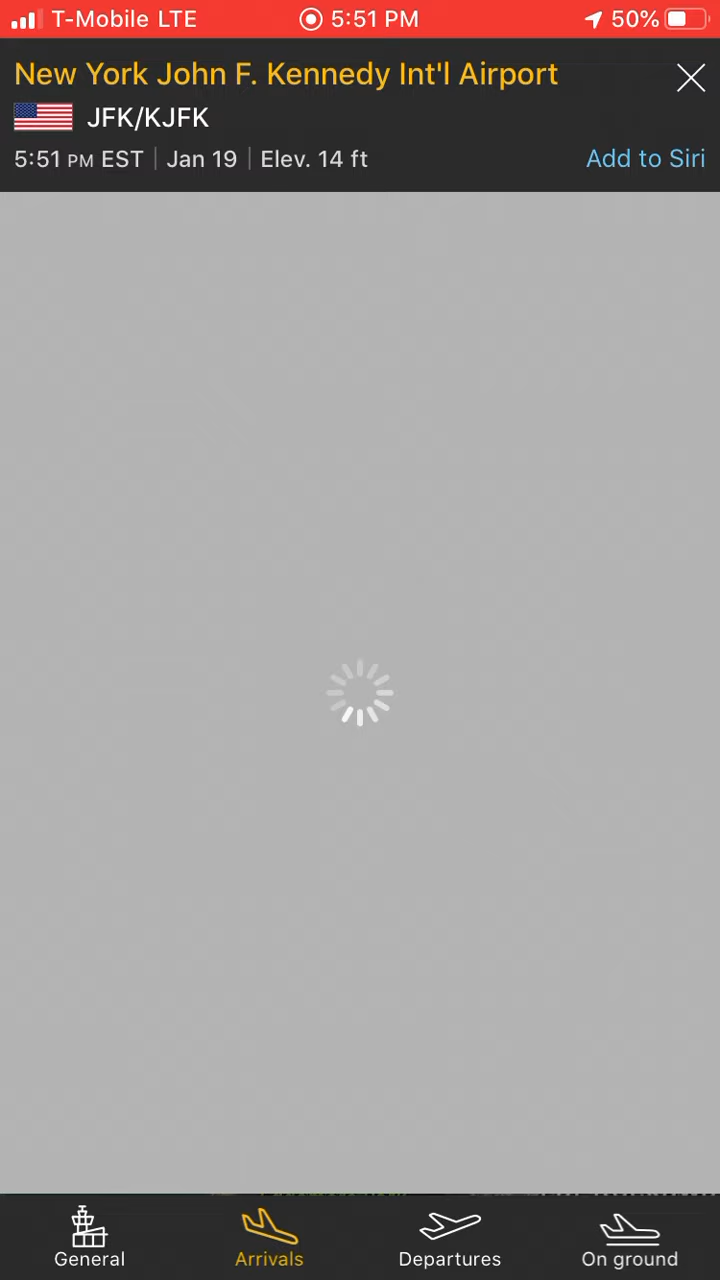 T-Mobile LTE 5:51 PM 50%
New York John F. Kennedy Int'l Airport
JFK/KJFK
5:51 PM EST Jan 19 Elev. 14 ft Add to Siri
General Arrivals Departures On ground